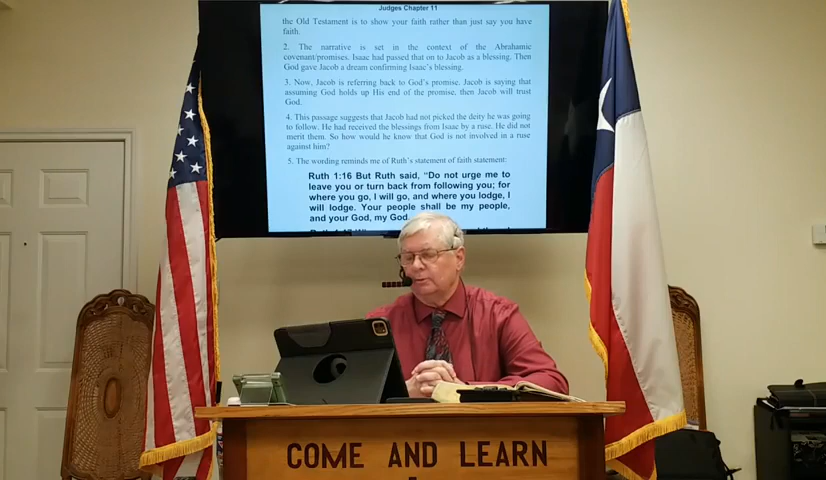 Judges Chapter 11
the Old Testament is to show your faith rather than just say you have
faith.
2. The narrative is set in the context of the Abrahamic
covenant/promises. Isaac had passed that on to Jacob as a blessing. Then
God gave Jacob a dream confirming Isaac's blessing.
3. Now, Jacob is referring back to God's promise. Jacob is saying that
assuming God holds up His end of the promise, then Jacob will trust
God.
4. This passage suggests that Jacob had not picked the deity he was going
to follow. He had received the blessings from Isaac by a ruse. He did not
merit them. So how would he know that God is not involved in a ruse
against him?
5. The wording reminds me of Ruth's statement of faith statement:
Ruth 1:16 But Ruth said, "Do not urge me to
leave you or turn back from following you; for
where you go, I will go, and where you lodge, I
will lodge. Your people shall be my people,
and your God, my God.
COME AND LEARN